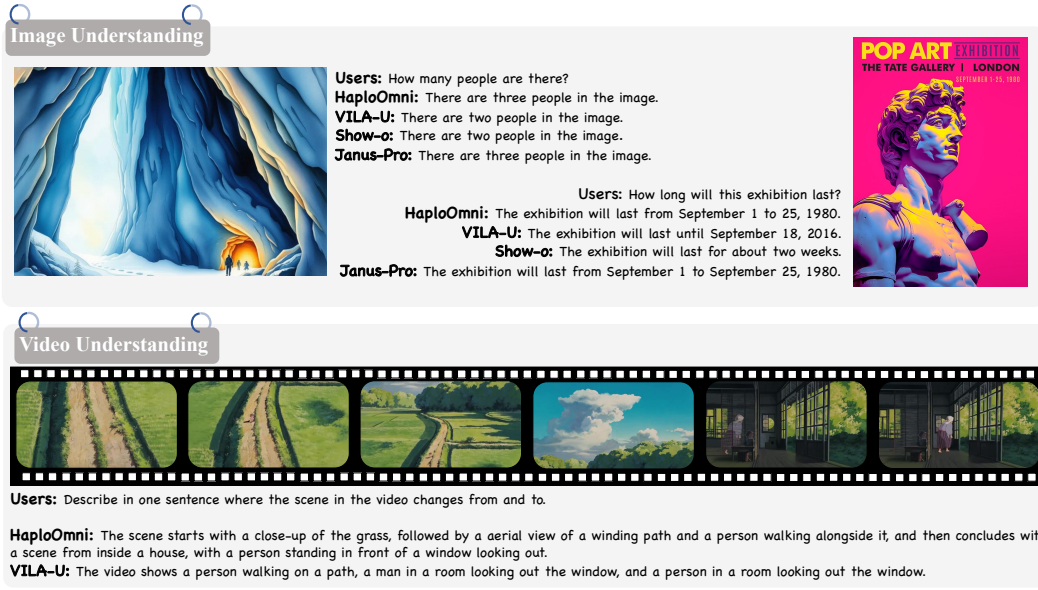 Image Understanding
Users: How many people are there?
HaploOmni: There are three people in the image.
VILA-U: There are two people in the image.
Show-o: There are two people in the image.
Janus-Pro: There are three people in the image.
POP ART EXHIBITION
THE TATE GALLERY | LONDON
SEPTEMBER 1-25, 1980
Users: How long will this exhibition last?
HaploOmni: The exhibition will last from September 1 to 25, 1980.
VILA-U: The exhibition will last until September 18, 2016.
Show-o: The exhibition will last for about two weeks.
Janus-Pro: The exhibition will last from September 1 to September 25, 1980.
Video Understanding
Users: Describe in one sentence where the scene in the video changes from and to.
HaploOmni: The scene starts with a close-up of the grass, followed by a aerial view of a winding path and a person walking alongside it, and then concludes wit
a scene from inside a house, with a person standing in front of a window looking out.
VILA-U: The video shows a person walking on a path, a man in a room looking out the window, and a person in a room looking out the window.